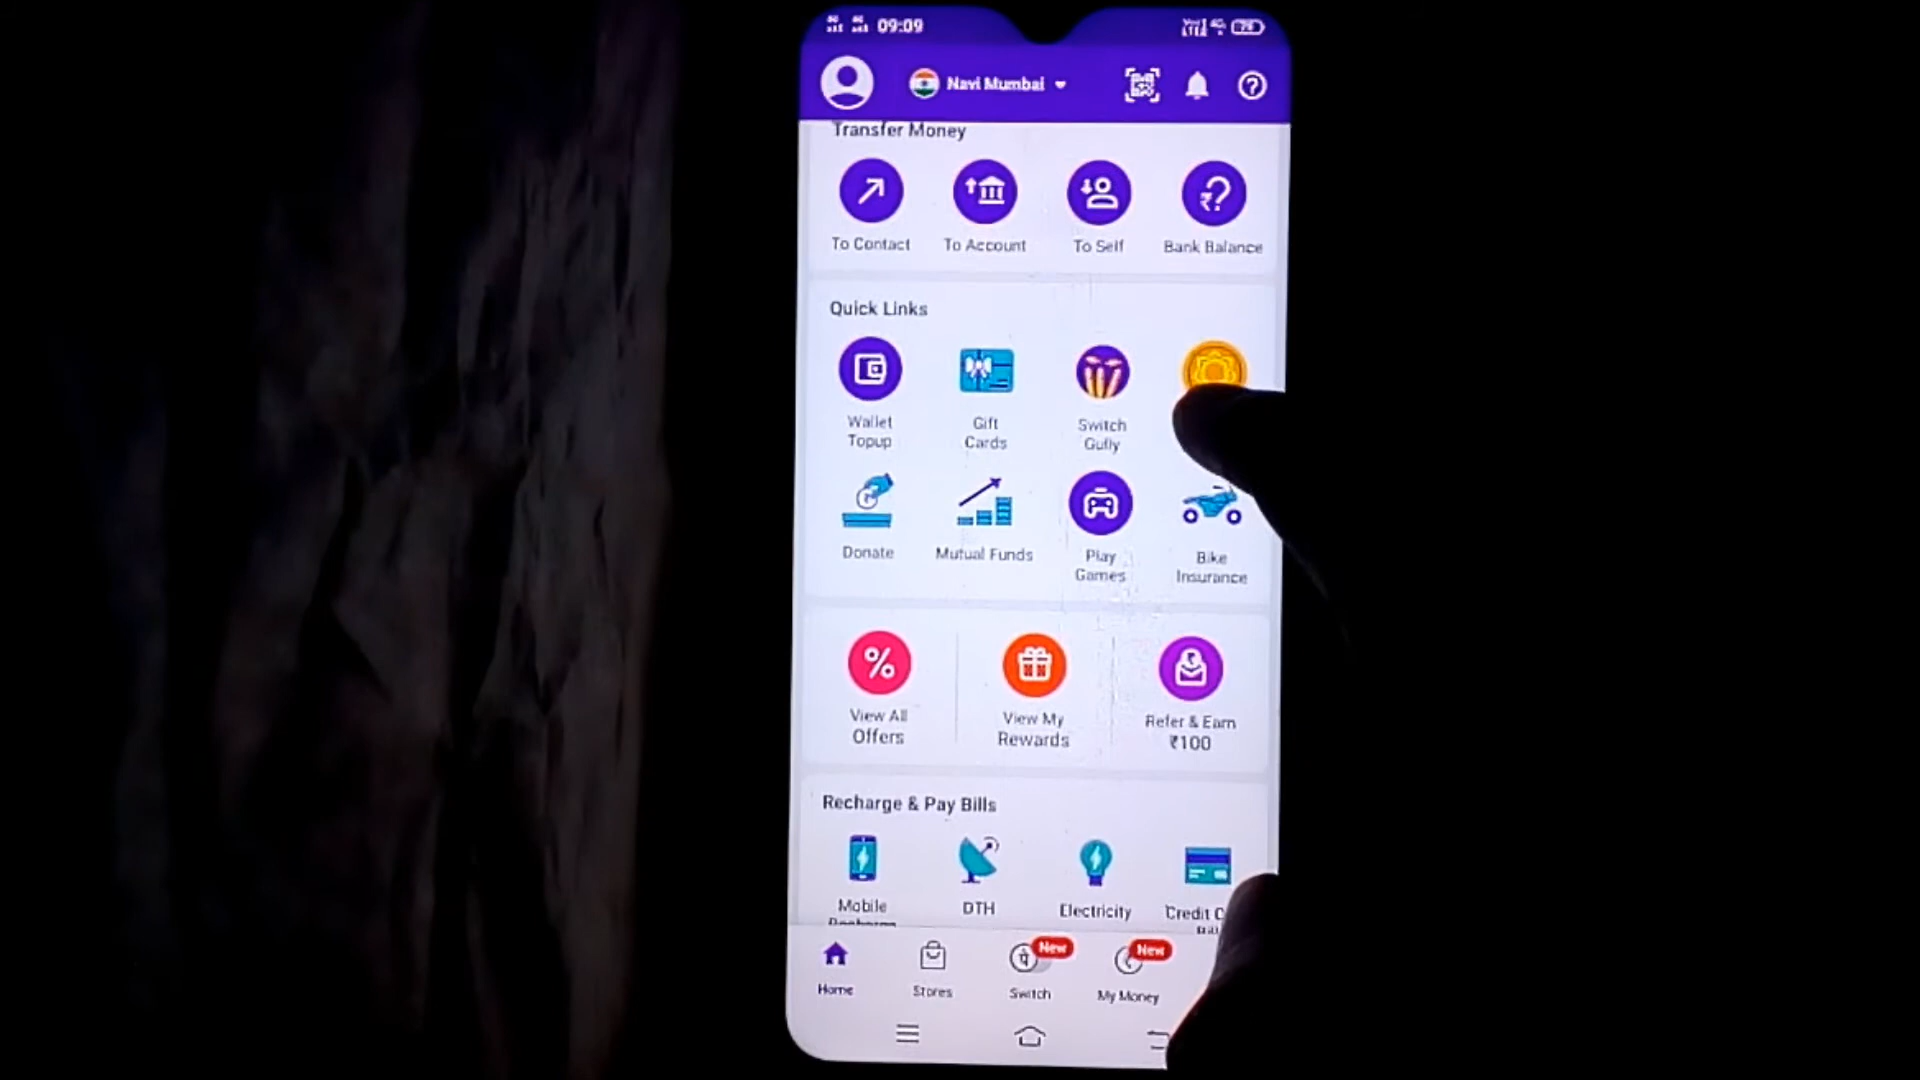 09:09
78
Navi Mumbai
Transfer Money
To Contact To Account To Self Bank Balance
Quick Links
Wallet Topup
Gift Cards
Switch Gully
Donate
Mutual Funds
Play Games
Bike Insurance
View All Offers
View My Rewards
Refer & Earn ₹100
Recharge & Pay Bills
Mobile
DTH
Electricity
Credit
New
New
Home
Stores
Switch
My Money